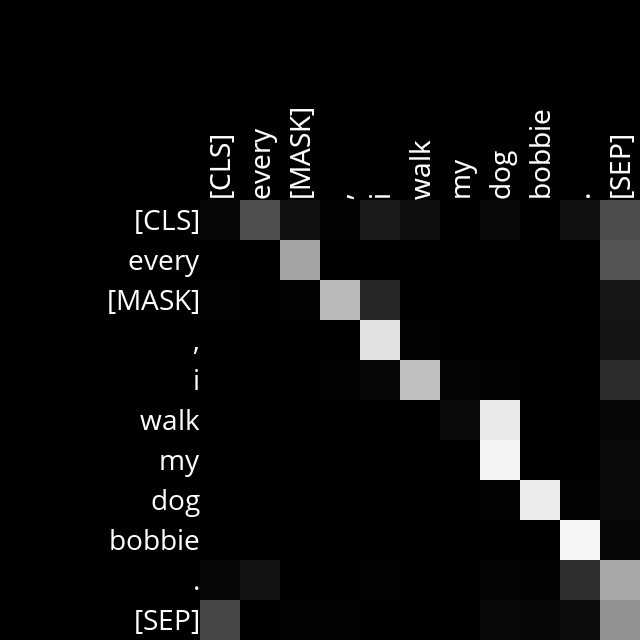 [CLS] every [MASK] , i walk my dog bobbie . [SEP]
[CLS]
every
[MASK]
,
i
walk
my
dog
bobbie
.
[SEP]